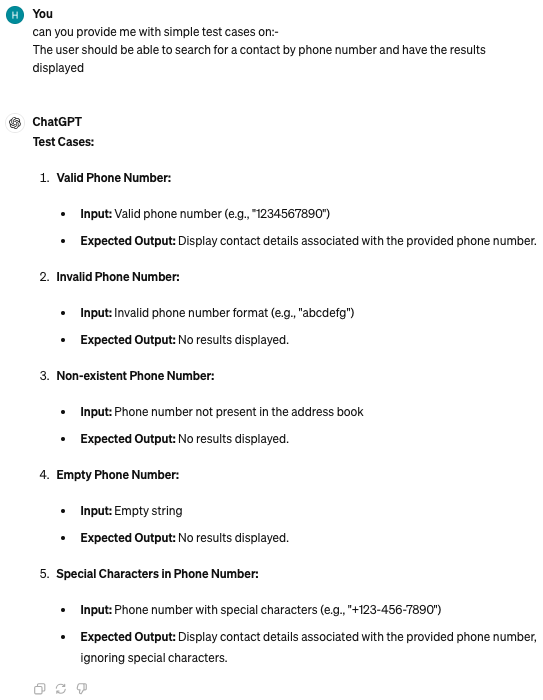 H
You
can you provide me with simple test cases on:-
The user should be able to search for a contact by phone number and have the results
displayed
ChatGPT
Test Cases:
1. Valid Phone Number:
• Input: Valid phone number (e.g., "1234567890")
• Expected Output: Display contact details associated with the provided phone number.
2. Invalid Phone Number:
• Input: Invalid phone number format (e.g., "abcdefg")
• Expected Output: No results displayed.
3. Non-existent Phone Number:
• Input: Phone number not present in the address book
• Expected Output: No results displayed.
4. Empty Phone Number:
• Input: Empty string
• Expected Output: No results displayed.
5. Special Characters in Phone Number:
• Input: Phone number with special characters (e.g., "+123-456-7890")
• Expected Output: Display contact details associated with the provided phone number,
ignoring special characters.